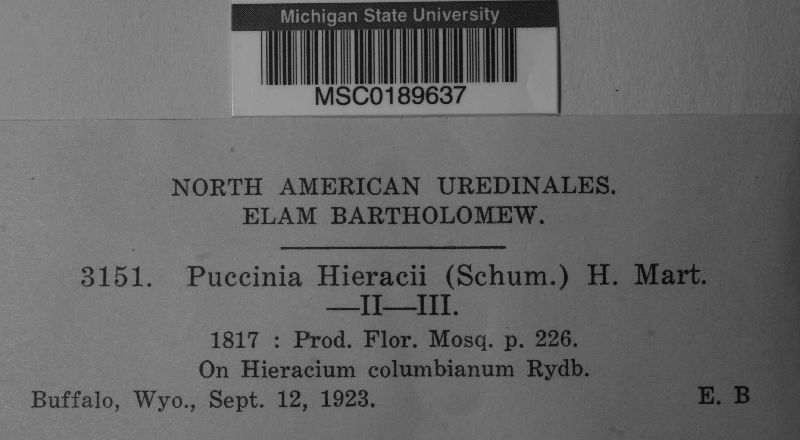 Michigan State University
MSC0189637
NORTH AMERICAN UREDINALES.
ELAM BARTHOLOMEW.
3151. Puccinia Hieracii (Schum.) H. Mart.
—II—III.
1817 : Prod. Flor. Mosq. p. 226.
On Hieracium columbianum Rydb.
Buffalo, Wyo., Sept. 12, 1923. E. B